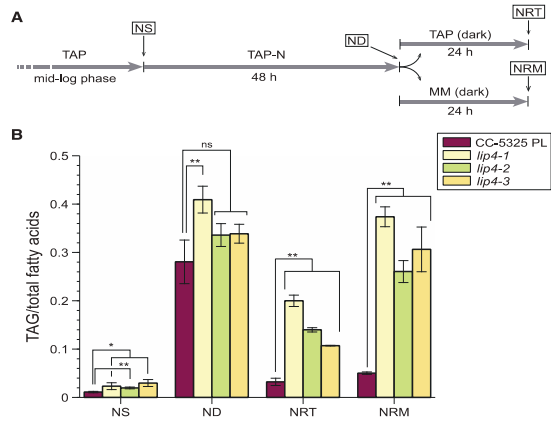 A
NS
NRT
TAP
TAP-N
ND
TAP (dark)
mid-log phase
48 h
24 h
NRM
MM (dark)
24 h
B
CC-5325 PL
lip4-1
lip4-2
lip4-3
TAG/total fatty acids
0.5
0.4
0.3
0.2
0.1
0
ns
**
**
**
*
**
NS
ND
NRT
NRM